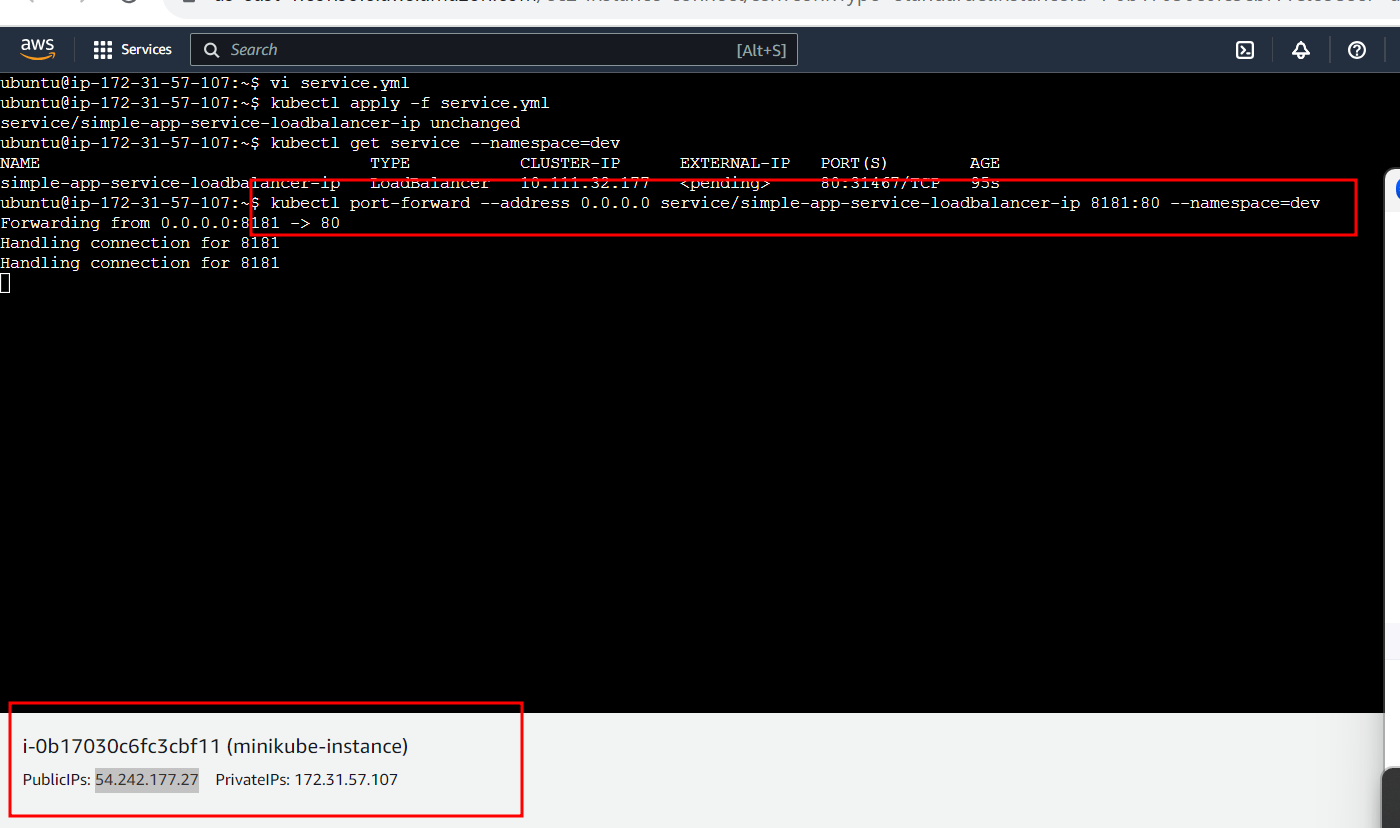 aws Services Search [Alt+S]
ubuntu@ip-172-31-57-107:~$ vi service.yml
ubuntu@ip-172-31-57-107:~$ kubectl apply -f service.yml
service/simple-app-service-loadbalancer-ip unchanged
ubuntu@ip-172-31-57-107:~$ kubectl get service --namespace=dev
NAME TYPE CLUSTER-IP EXTERNAL-IP PORT(S) AGE
simple-app-service-loadbalancer-ip LoadBalancer 10.111.32.177 <pending> 80:31467/TCP 95s
ubuntu@ip-172-31-57-107:~$ kubectl port-forward --address 0.0.0.0 service/simple-app-service-loadbalancer-ip 8181:80 --namespace=dev
Forwarding from 0.0.0.0:8181 -> 80
Handling connection for 8181
Handling connection for 8181
i-0b17030c6fc3cbf11 (minikube-instance)
PublicIPs: 54.242.177.27 PrivateIPs: 172.31.57.107